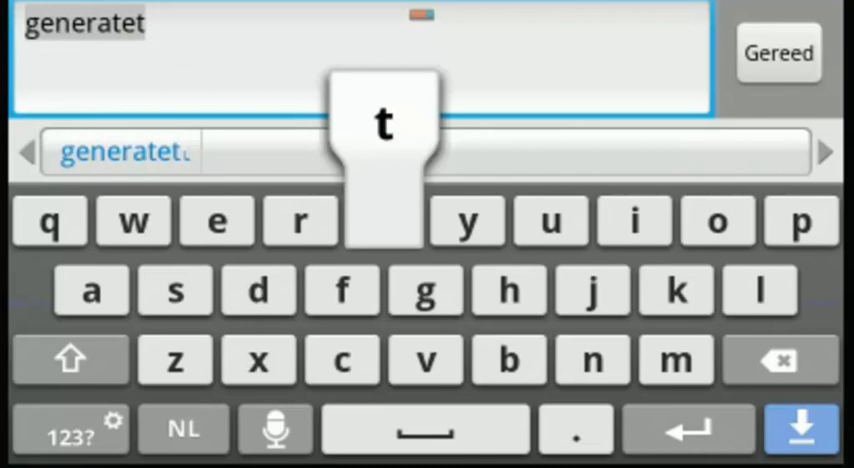 generatet
Gereed
t
generatet
q w e r y u i o p
a s d f g h j k l
z x c v b n m
123? NL .